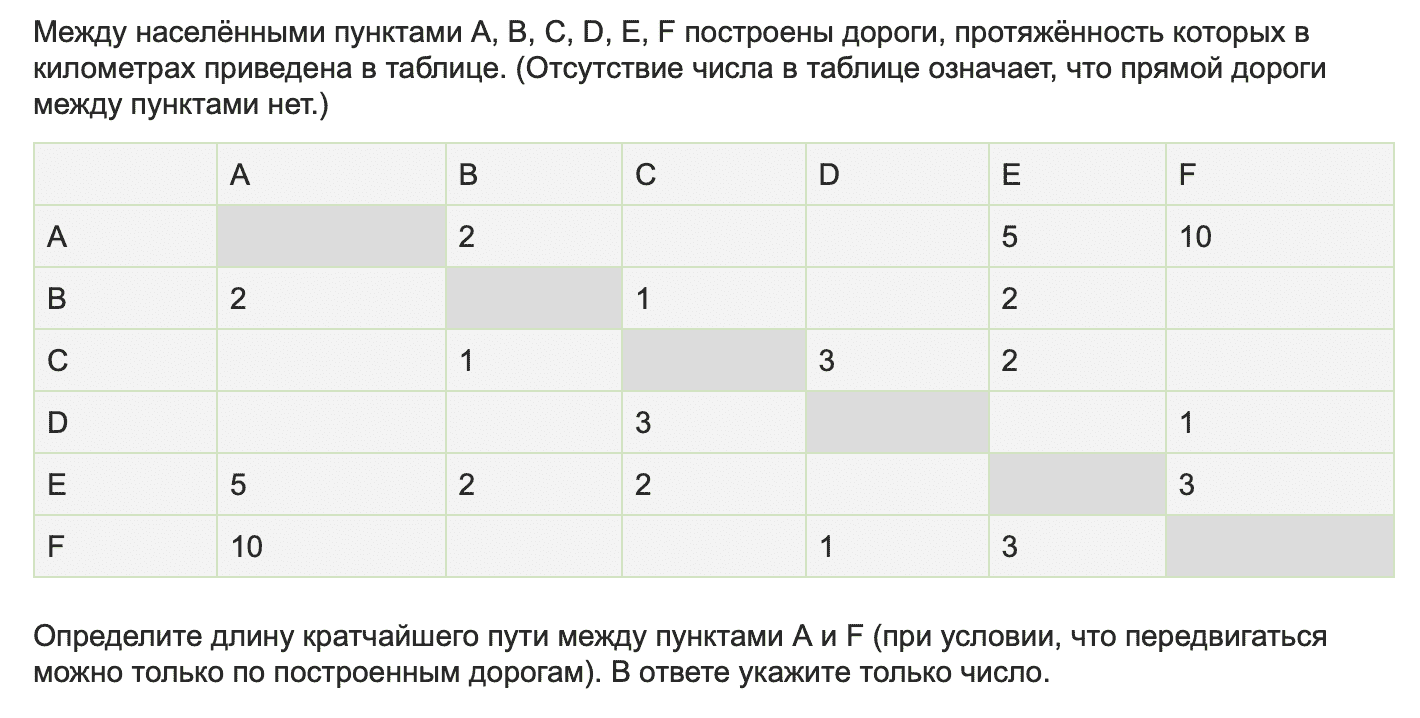 Между населёнными пунктами A, B, C, D, E, F построены дороги, протяжённость которых в
километрах приведена в таблице. (Отсутствие числа в таблице означает, что прямой дороги
между пунктами нет.)
A B C D E F
A 2 5 10
B 2 1 2
C 1 3 2
D 3 1
E 5 2 2 3
F 10 1 3
Определите длину кратчайшего пути между пунктами A и F (при условии, что передвигаться
можно только по построенным дорогам). В ответе укажите только число.